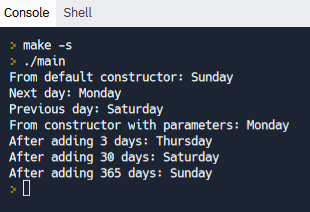 Console Shell
> make -s
> ./main
From default constructor: Sunday
Next day: Monday
Previous day: Saturday
From constructor with parameters: Monday
After adding 3 days: Thursday
After adding 30 days: Saturday
After adding 365 days: Sunday
>